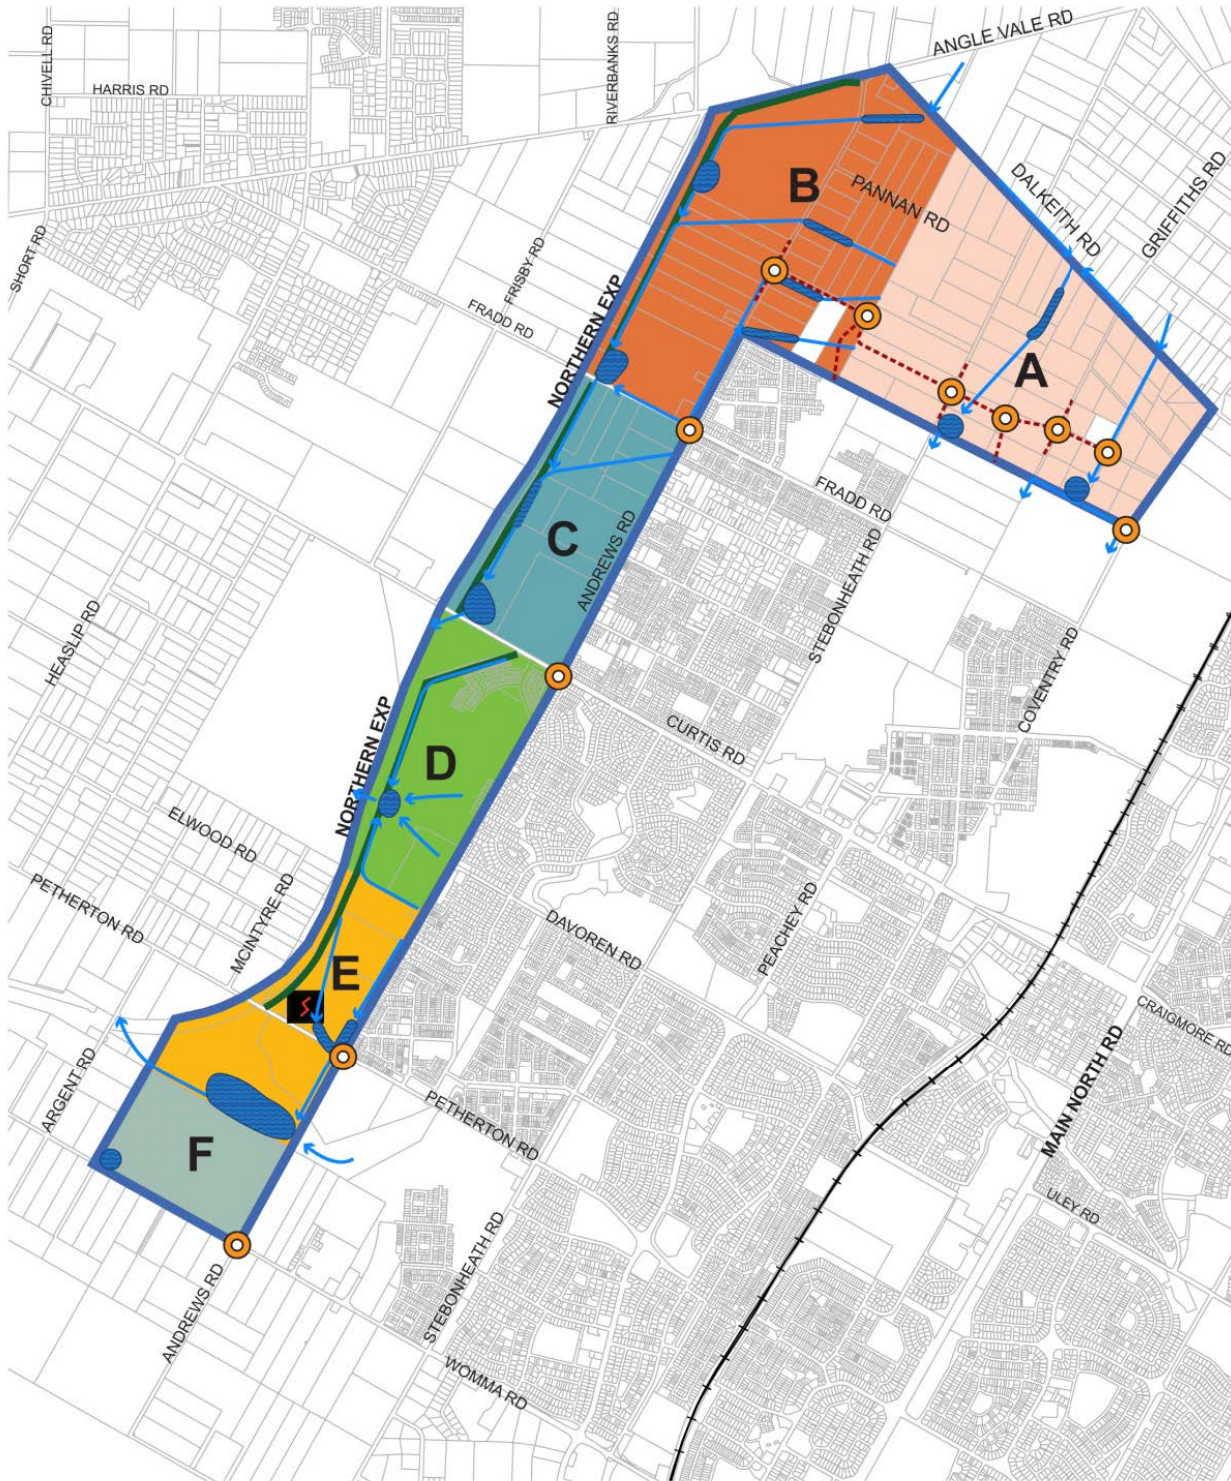 ANGLE VALE RD
CHIVELL RD
RIVERBANKS RD
HARRIS RD
B
PANNAN RD
DALKEITH RD
GRIFFITHS RD
SHORT RD
FRISBY RD
FRADD RD
NORTHERN EXP
A
C
FRADD RD
ANDREWS RD
STEBONHEATH RD
HEASLIP RD
COVENTRY RD
CURTIS RD
NORTHERN EXP
D
ELWOOD RD
PETHERTON RD
MCINTYRE RD
DAVOREN RD
PEACHEY RD
E
CRAIGMORE RD
MAIN NORTH RD
ARGENT RD
PETHERTON RD
F
ULEY RD
STEBONHEATH RD
ANDREWS RD
WOMMA RD